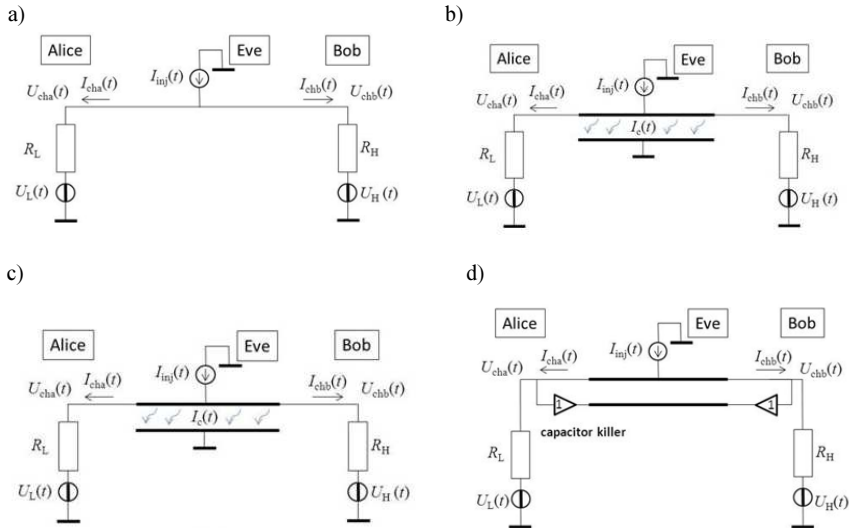 a)
Alice Eve Bob
U_cha(t) I_cha(t) I_inj(t) I_chb(t) U_chb(t)
R_L R_H
U_L(t) U_H(t)
b)
Alice Eve Bob
U_cha(t) I_cha(t) I_inj(t) I_chb(t) U_chb(t)
I_c(t)
R_L R_H
U_L(t) U_H(t)
c)
Alice Eve Bob
U_cha(t) I_cha(t) I_inj(t) I_chb(t) U_chb(t)
I_c(t)
R_L R_H
U_L(t) U_H(t)
d)
Alice Eve Bob
U_cha(t) I_cha(t) I_inj(t) I_chb(t) U_chb(t)
1 1
capacitor killer
R_L R_H
U_L(t) U_H(t)